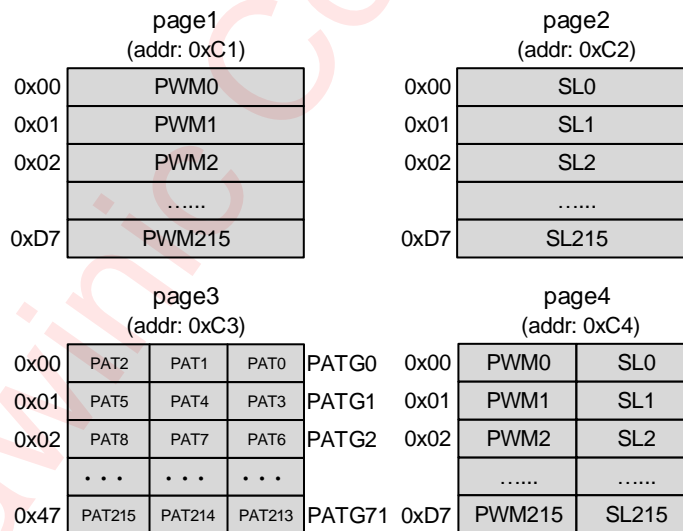 page1 page2
(addr: 0xC1) (addr: 0xC2)
0x00 PWM0 0x00 SL0
0x01 PWM1 0x01 SL1
0x02 PWM2 0x02 SL2
…... …...
0xD7 PWM215 0xD7 SL215
page3 page4
(addr: 0xC3) (addr: 0xC4)
0x00 PAT2 PAT1 PAT0 PATG0 0x00 PWM0 SL0
0x01 PAT5 PAT4 PAT3 PATG1 0x01 PWM1 SL1
0x02 PAT8 PAT7 PAT6 PATG2 0x02 PWM2 SL2
• • • • • • • • • …... …...
0x47 PAT215 PAT214 PAT213 PATG71 0xD7 PWM215 SL215